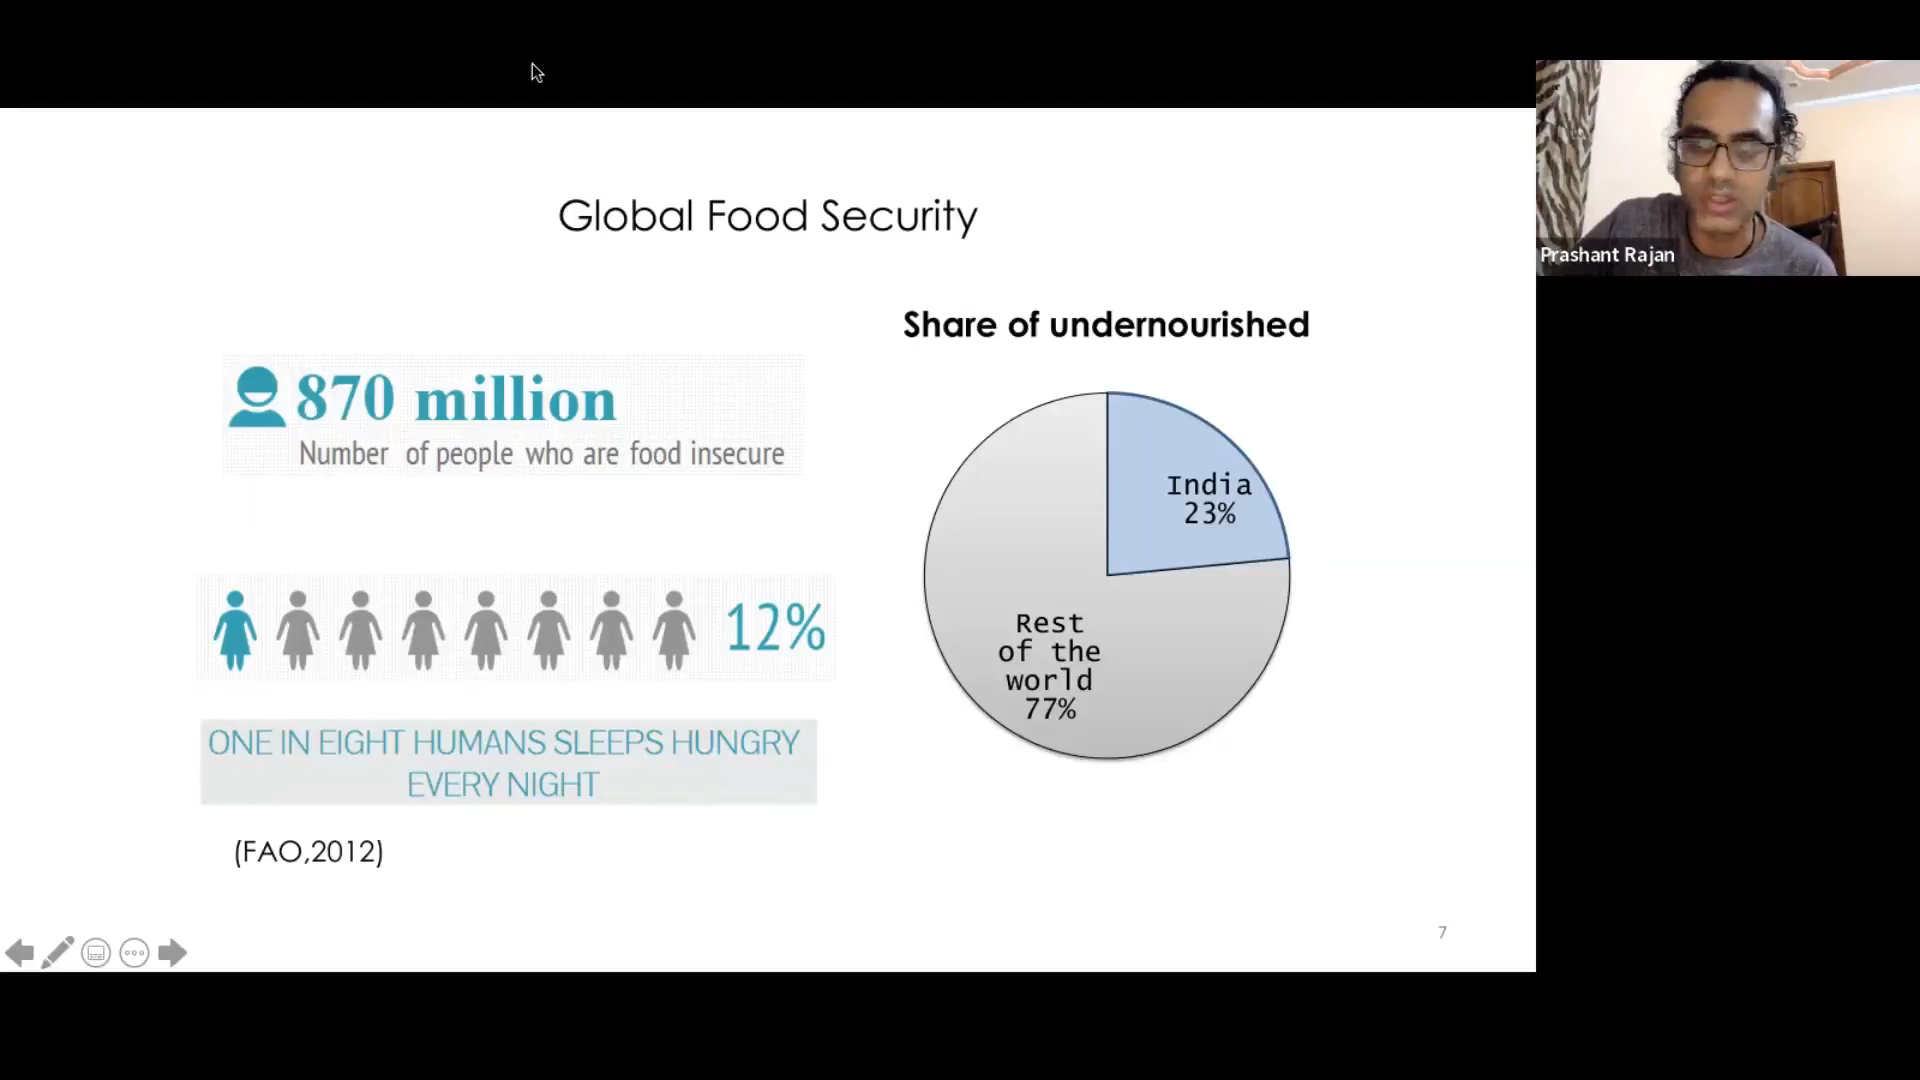 Global Food Security
870 million
Number of people who are food insecure
12%
ONE IN EIGHT HUMANS SLEEPS HUNGRY
EVERY NIGHT
(FAO,2012)
Share of undernourished
India
23%
Rest
of the
world
77%
7
Prashant Rajan